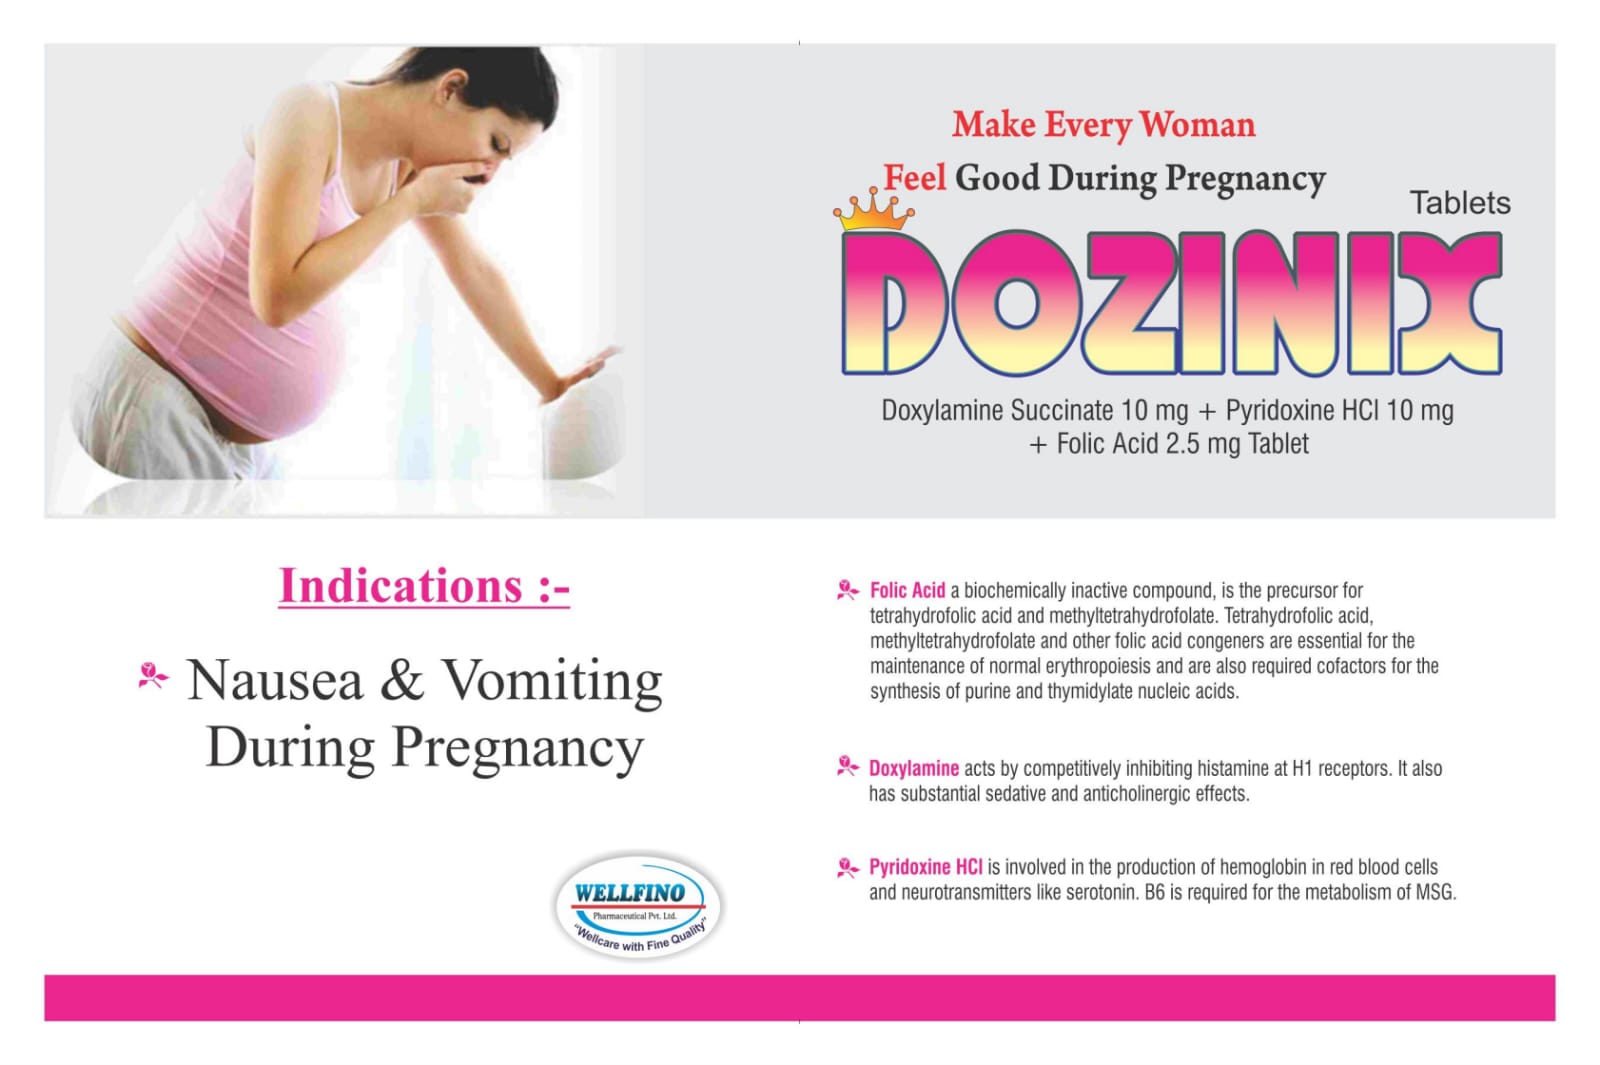 Make Every Woman
Feel Good During Pregnancy
Tablets
DOZINIX
Doxylamine Succinate 10 mg + Pyridoxine HCl 10 mg
+ Folic Acid 2.5 mg Tablet
Indications :-
Nausea & Vomiting
During Pregnancy
WELLFINO
Pharmaceutical Pvt. Ltd.
"Wellcare with Fine Quality"
Folic Acid a biochemically inactive compound, is the precursor for
tetrahydrofolic acid and methyltetrahydrofolate. Tetrahydrofolic acid,
methyltetrahydrofolate and other folic acid congeners are essential for the
maintenance of normal erythropoiesis and are also required cofactors for the
synthesis of purine and thymidylate nucleic acids.
Doxylamine acts by competitively inhibiting histamine at H1 receptors. It also
has substantial sedative and anticholinergic effects.
Pyridoxine HCl is involved in the production of hemoglobin in red blood cells
and neurotransmitters like serotonin. B6 is required for the metabolism of MSG.